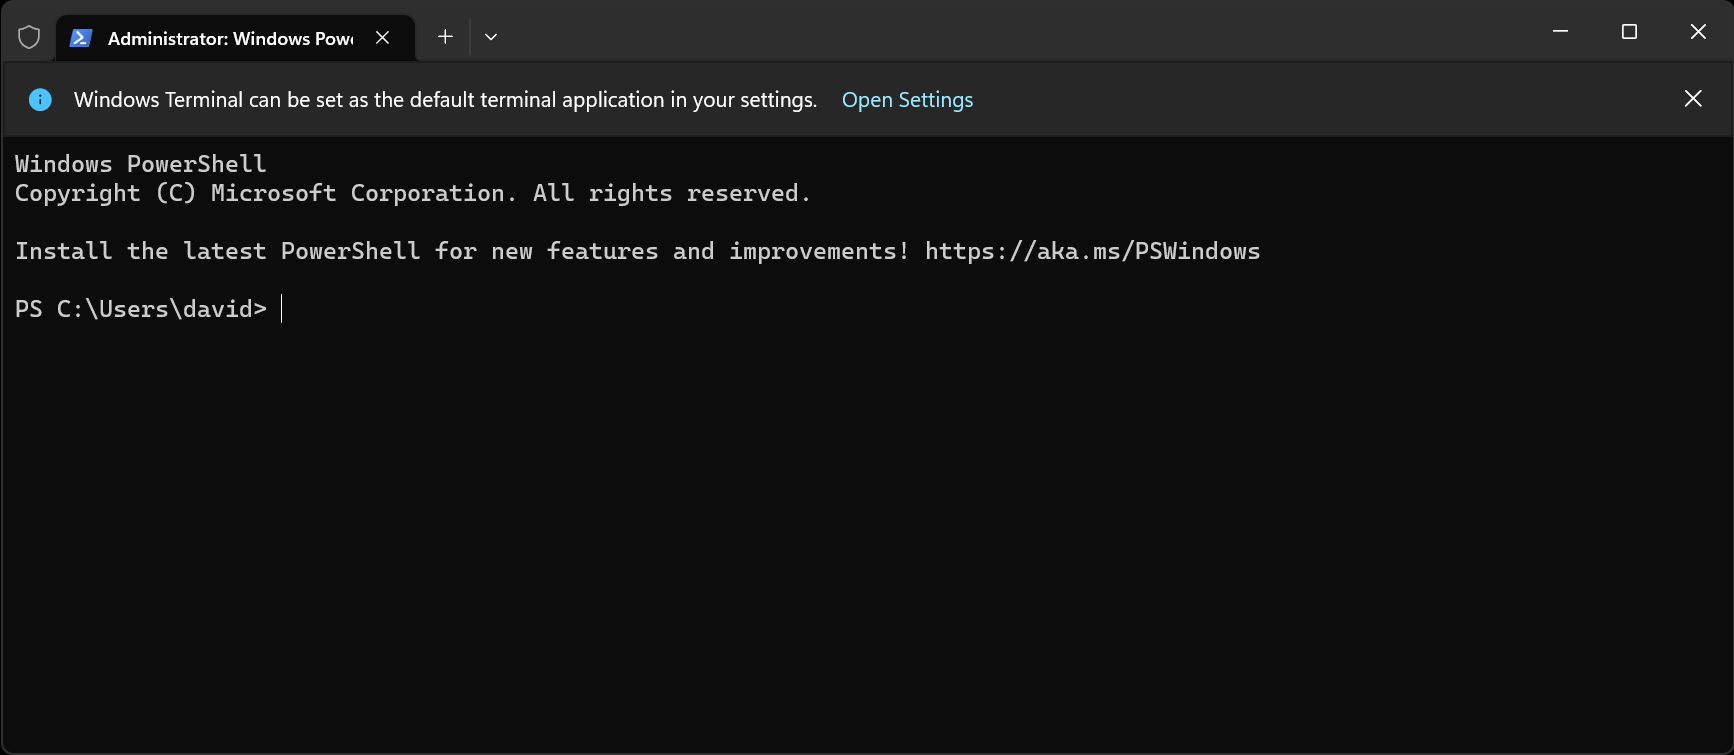 Administrator: Windows Pow
Windows Terminal can be set as the default terminal application in your settings. Open Settings
Windows PowerShell
Copyright (C) Microsoft Corporation. All rights reserved.
Install the latest PowerShell for new features and improvements! https://aka.ms/PSWindows
PS C:\Users\david>